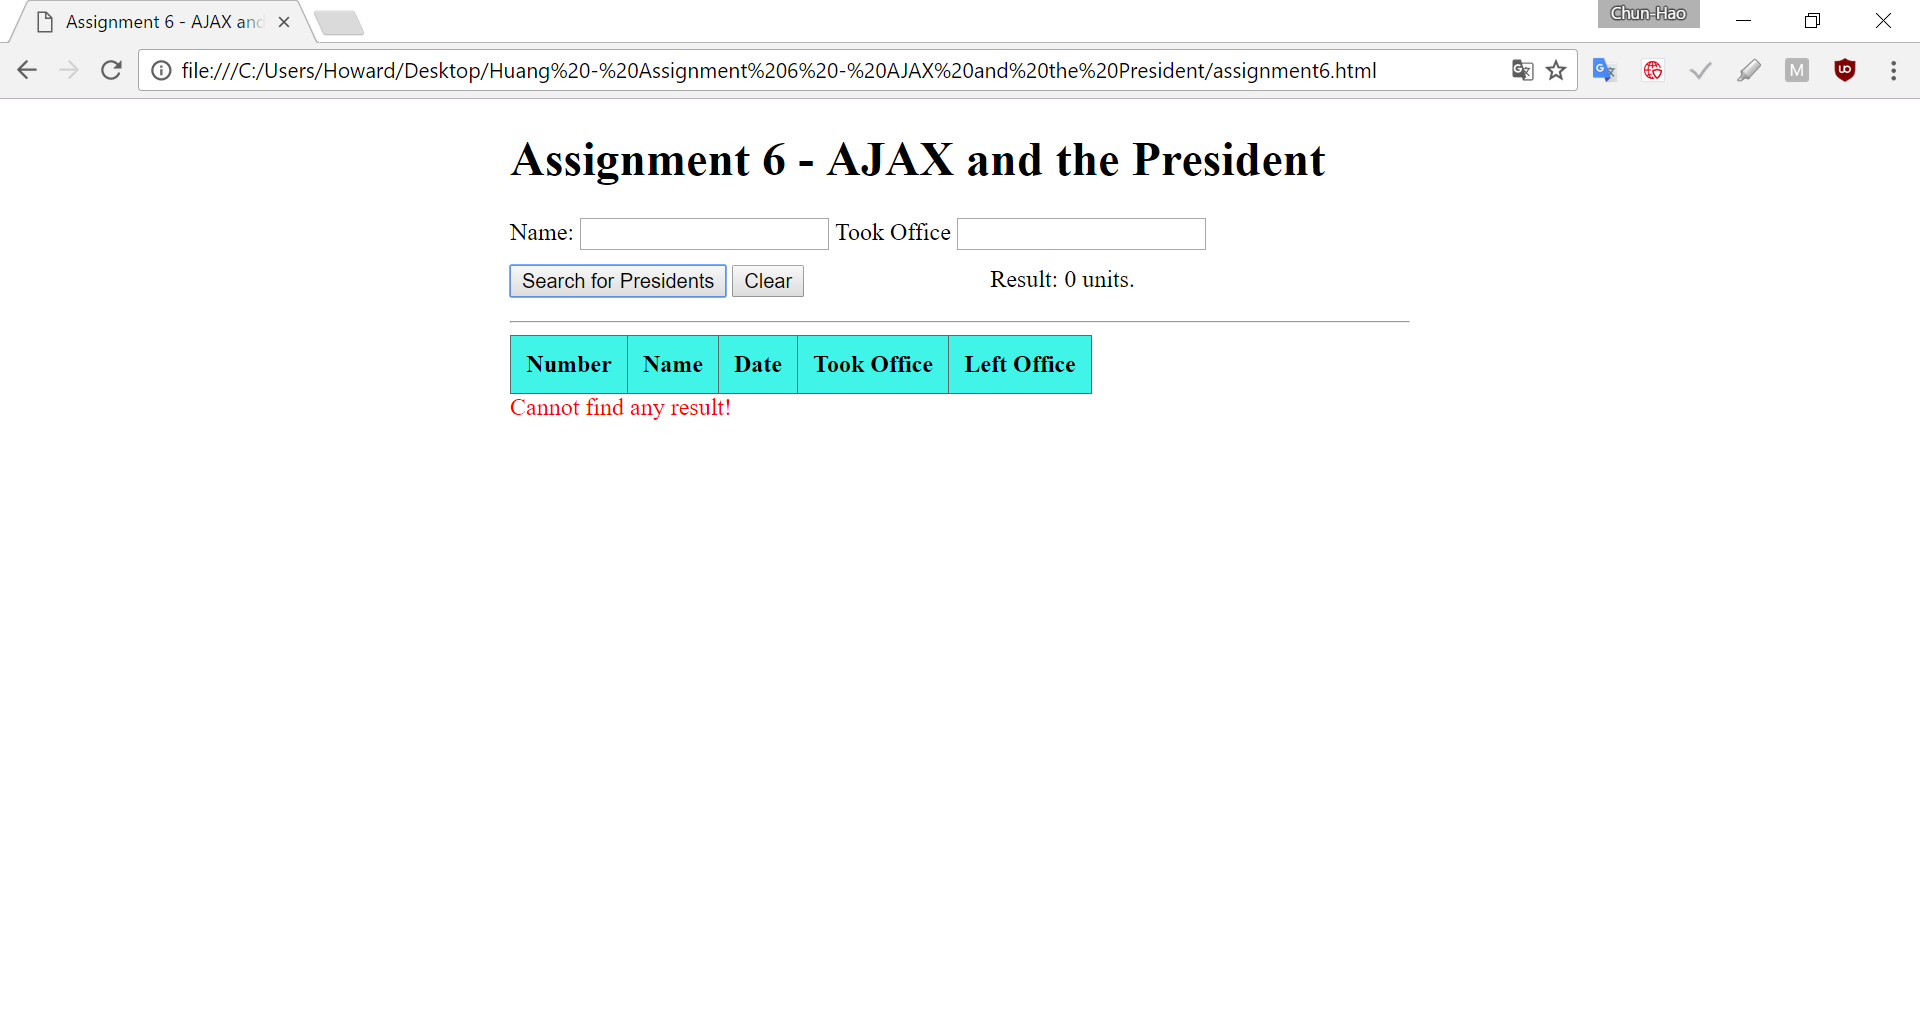 Assignment 6 - AJAX and
Chun-Hao
file:///C:/Users/Howard/Desktop/Huang%20-%20Assignment%206%20-%20AJAX%20and%20the%20President/assignment6.html
Assignment 6 - AJAX and the President
Name: Took Office
Search for Presidents Clear Result: 0 units.
Number Name Date Took Office Left Office
Cannot find any result!